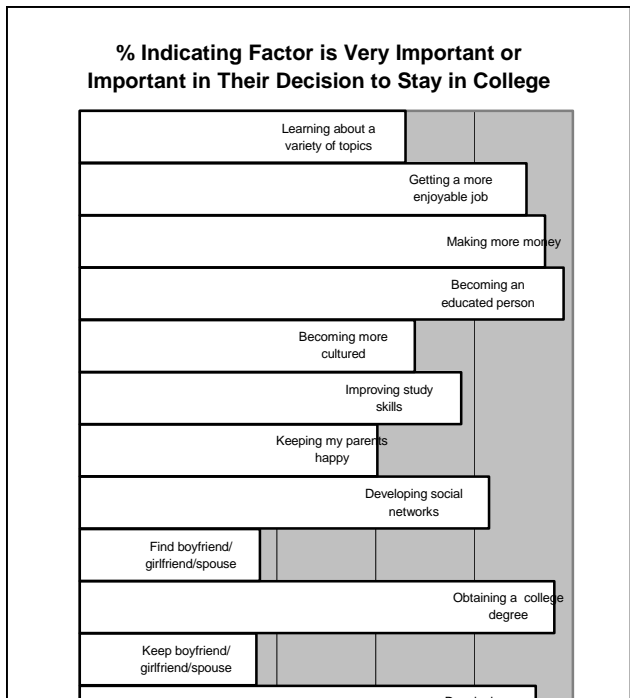 % Indicating Factor is Very Important or
Important in Their Decision to Stay in College
Learning about a
variety of topics
Getting a more
enjoyable job
Making more money
Becoming an
educated person
Becoming more
cultured
Improving study
skills
Keeping my parents
happy
Developing social
networks
Find boyfriend/
girlfriend/spouse
Obtaining a college
degree
Keep boyfriend/
girlfriend/spouse